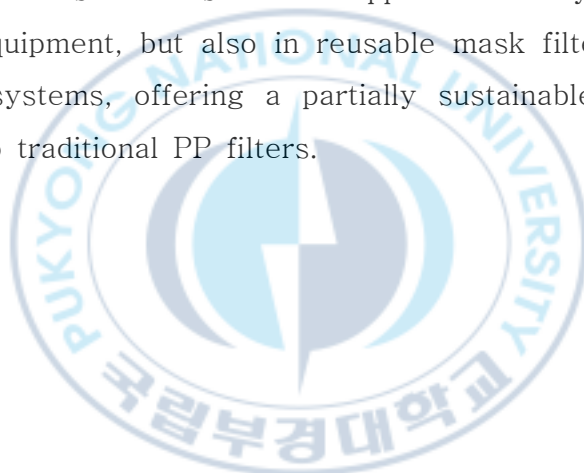 quipment, but also in reusable mask filte
systems, offering a partially sustainable
traditional PP filters.
PUKYONG NATIONAL UNIVERSITY
국립부경대학교